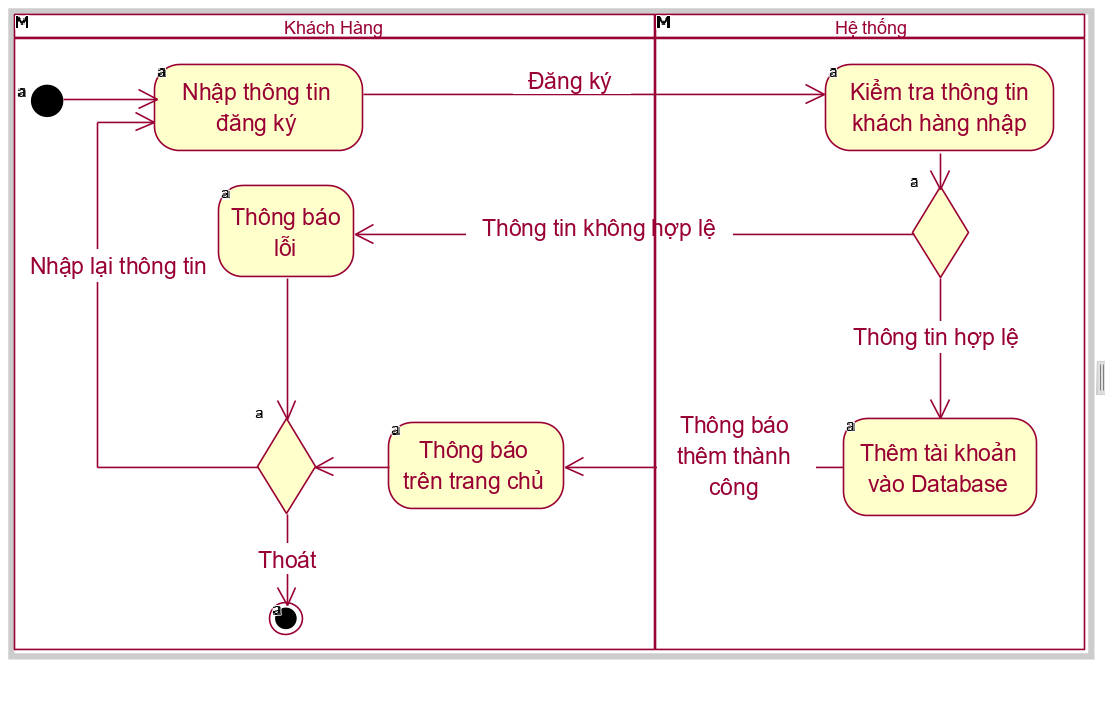 M
Khách Hàng
M
Hệ thống
a
a
Nhập thông tin
đăng ký
Đăng ký
a
Kiểm tra thông tin
khách hàng nhập
a
a
Thông báo
lỗi
Thông tin không hợp lệ
Nhập lại thông tin
Thông tin hợp lệ
a
a
Thông báo
trên trang chủ
Thông báo
thêm thành
công
a
Thêm tài khoản
vào Database
Thoát
a